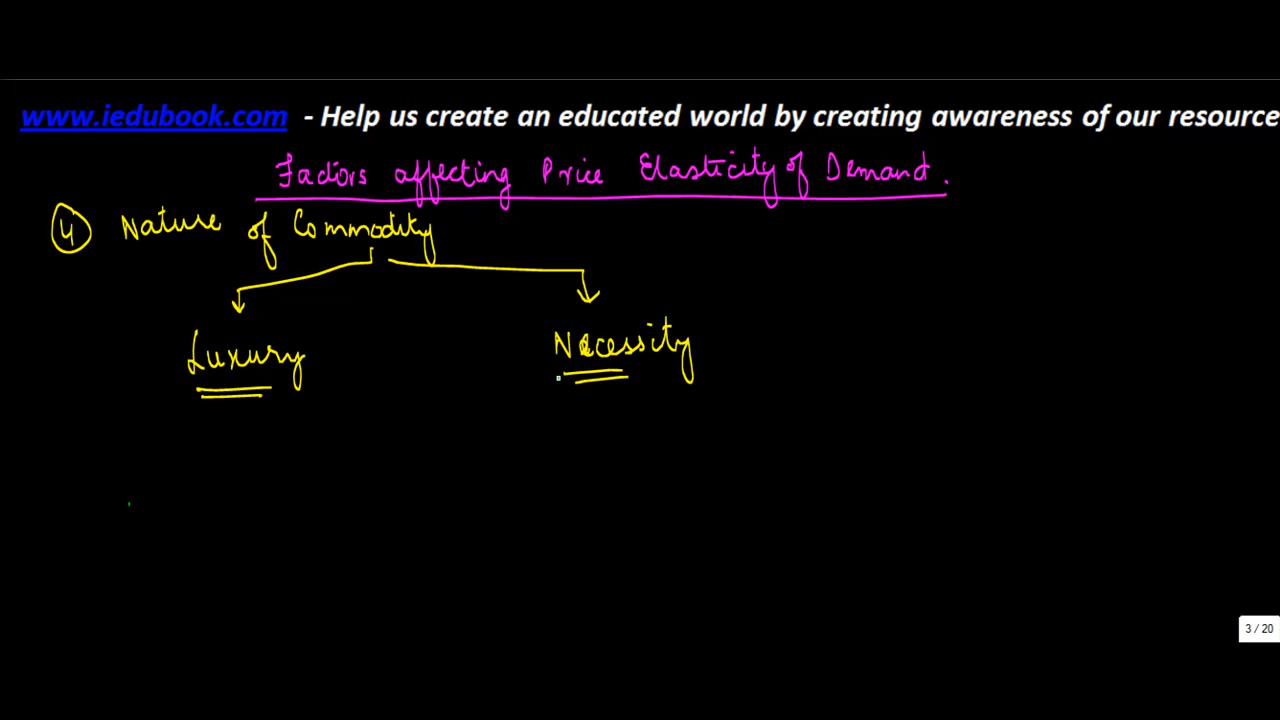 www.iedubook.com - Help us create an educated world by creating awareness of our resource
Factors affecting Price Elasticity of Demand.
4 Nature of Commodity
Luxury Necessity
3 / 20